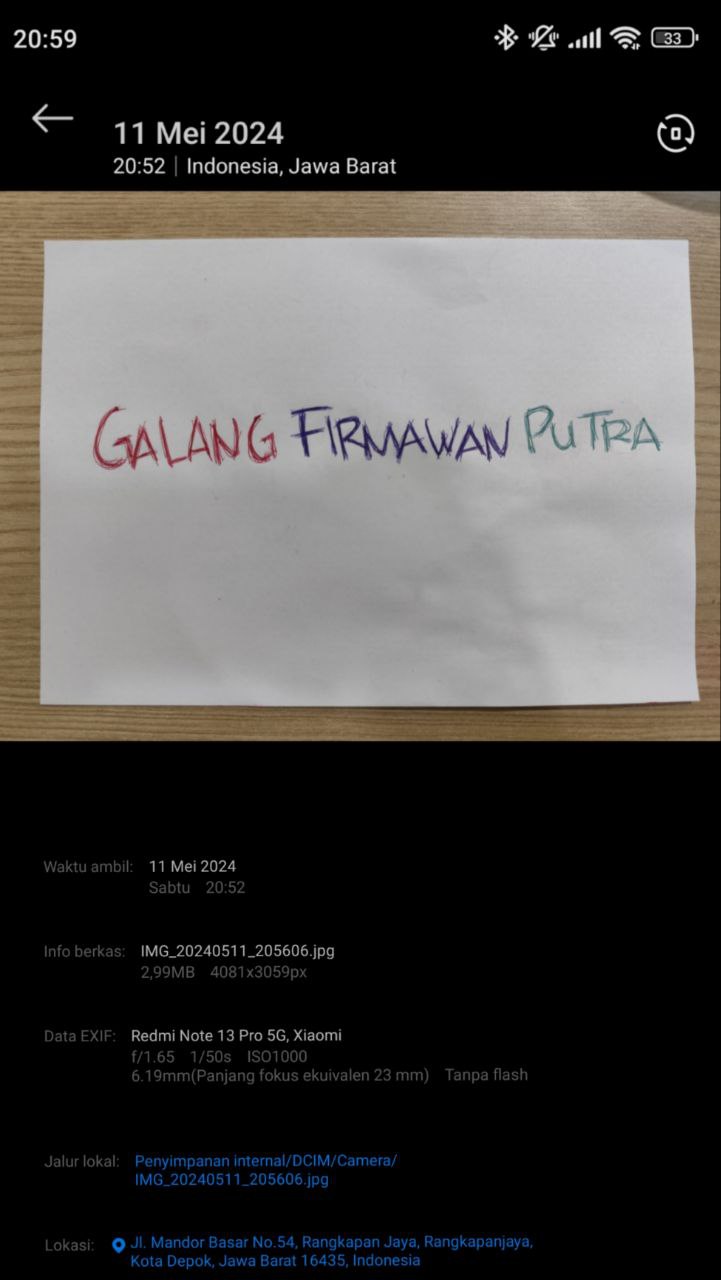 20:59
33
11 Mei 2024
20:52 | Indonesia, Jawa Barat
GALANG FIRMAWAN PUTRA
Waktu ambil: 11 Mei 2024
Sabtu 20:52
Info berkas: IMG_20240511_205606.jpg
2,99MB 4081x3059px
Data EXIF: Redmi Note 13 Pro 5G, Xiaomi
f/1.65 1/50s ISO1000
6.19mm(Panjang fokus ekuivalen 23 mm) Tanpa flash
Jalur lokal: Penyimpanan internal/DCIM/Camera/
IMG_20240511_205606.jpg
Lokasi: Jl. Mandor Basar No.54, Rangkapan Jaya, Rangkapanjaya,
Kota Depok, Jawa Barat 16435, Indonesia